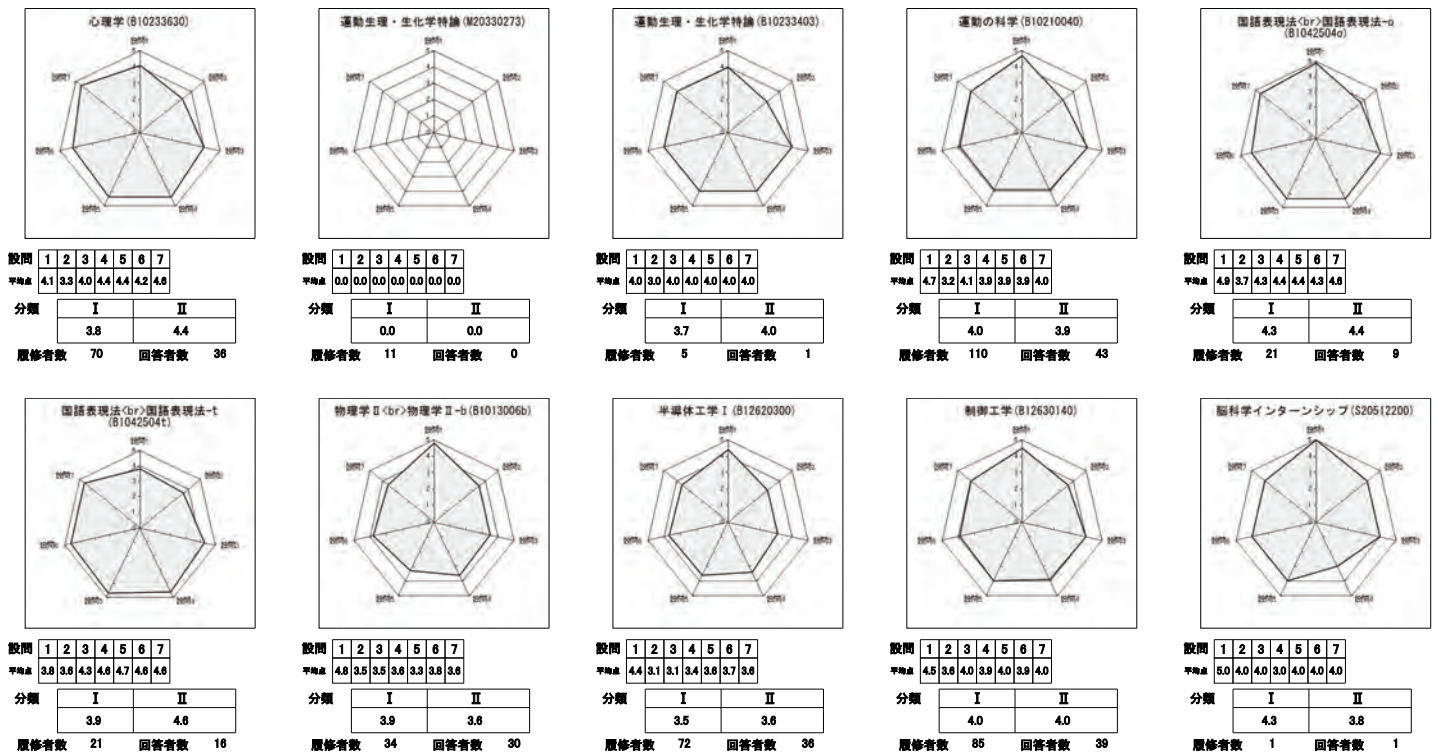 心理学(B10233630)
設問 1 2 3 4 5 6 7
平均点 4.1 3.3 4.0 4.4 4.4 4.2 4.6
分類 I II
3.8 4.4
履修者数 70 回答者数 36
運動生理・生化学特論(M20330273)
設問 1 2 3 4 5 6 7
平均点 0.0 0.0 0.0 0.0 0.0 0.0 0.0
分類 I II
0.0 0.0
履修者数 11 回答者数 0
運動生理・生化学特論(B10233403)
設問 1 2 3 4 5 6 7
平均点 4.0 3.0 4.0 4.0 4.0 4.0 4.0
分類 I II
3.7 4.0
履修者数 5 回答者数 1
運動の科学(B10210040)
設問 1 2 3 4 5 6 7
平均点 4.7 3.2 4.1 3.9 3.9 3.9 4.0
分類 I II
4.0 3.9
履修者数 110 回答者数 43
国語表現法<br>国語表現法-o
(B1042504o)
設問 1 2 3 4 5 6 7
平均点 4.9 3.7 4.3 4.4 4.4 4.3 4.6
分類 I II
4.3 4.4
履修者数 21 回答者数 9
国語表現法<br>国語表現法-t
(B1042504t)
設問 1 2 3 4 5 6 7
平均点 3.8 3.6 4.3 4.6 4.7 4.6 4.6
分類 I II
3.9 4.6
履修者数 21 回答者数 16
物理学Ⅱ<br>物理学Ⅱ-b(B1013006b)
設問 1 2 3 4 5 6 7
平均点 4.8 3.5 3.5 3.6 3.3 3.8 3.6
分類 I II
3.9 3.6
履修者数 34 回答者数 30
半導体工学Ⅰ(B12620300)
設問 1 2 3 4 5 6 7
平均点 4.4 3.1 3.1 3.4 3.6 3.7 3.6
分類 I II
3.5 3.6
履修者数 72 回答者数 36
制御工学(B12630140)
設問 1 2 3 4 5 6 7
平均点 4.5 3.6 4.0 3.9 4.0 3.9 4.0
分類 I II
4.0 4.0
履修者数 85 回答者数 39
脳科学インターンシップ(S20512200)
設問 1 2 3 4 5 6 7
平均点 5.0 4.0 4.0 3.0 4.0 4.0 4.0
分類 I II
4.3 3.8
履修者数 1 回答者数 1